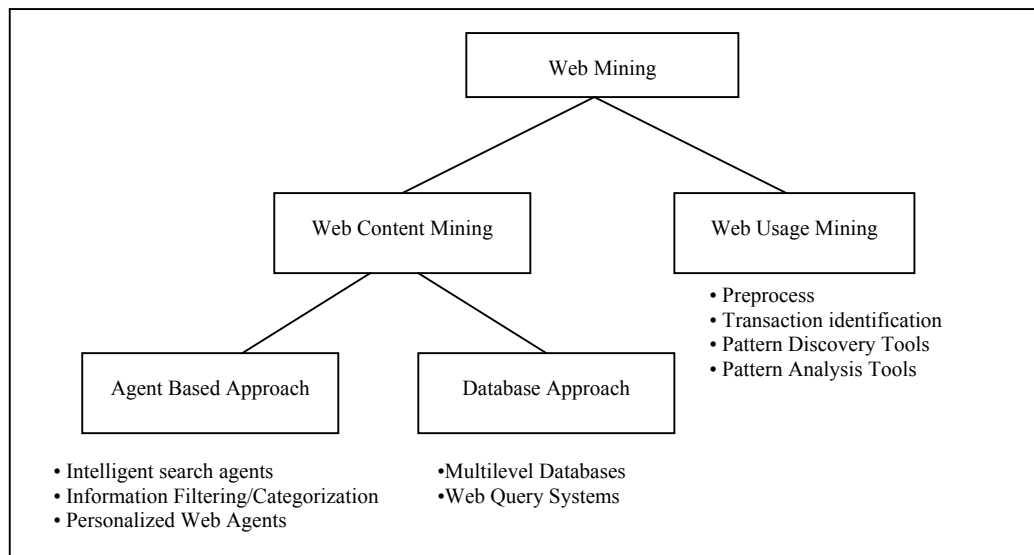 Web Mining
Web Content Mining
Web Usage Mining
• Preprocess
• Transaction identification
• Pattern Discovery Tools
• Pattern Analysis Tools
Agent Based Approach
Database Approach
• Intelligent search agents
• Information Filtering/Categorization
• Personalized Web Agents
•Multilevel Databases
•Web Query Systems